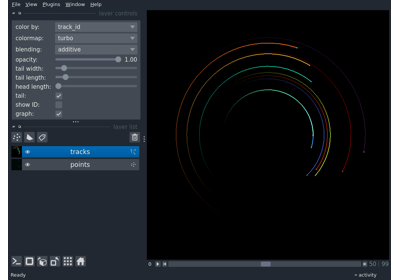 File View Plugins Window Help
layer controls
color by: track_id
colormap: turbo
blending: additive
opacity: 1.00
tail width:
tail length:
head length:
tail:
show ID:
graph:
layer list
tracks
points
50 99
Ready
activity